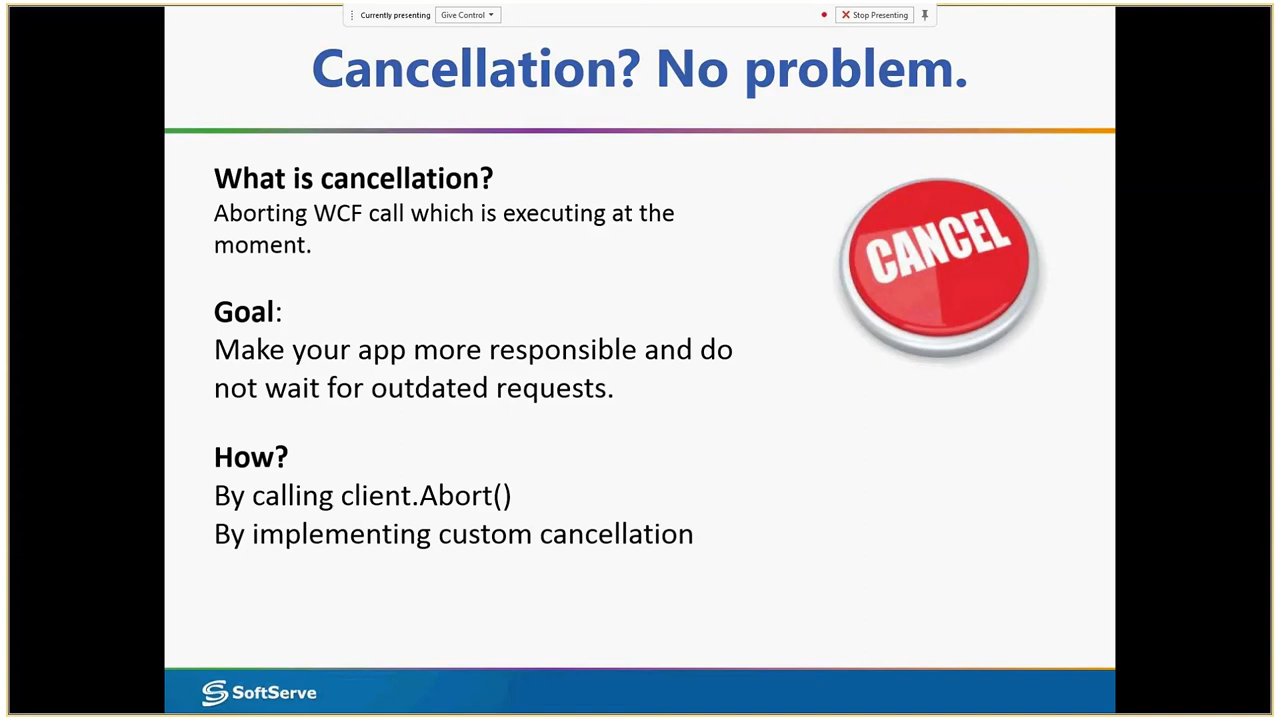 Currently presenting Give Control Stop Presenting
Cancellation? No problem.
What is cancellation?
Aborting WCF call which is executing at the
moment.
CANCEL
Goal:
Make your app more responsible and do
not wait for outdated requests.
How?
By calling client.Abort()
By implementing custom cancellation
SoftServe